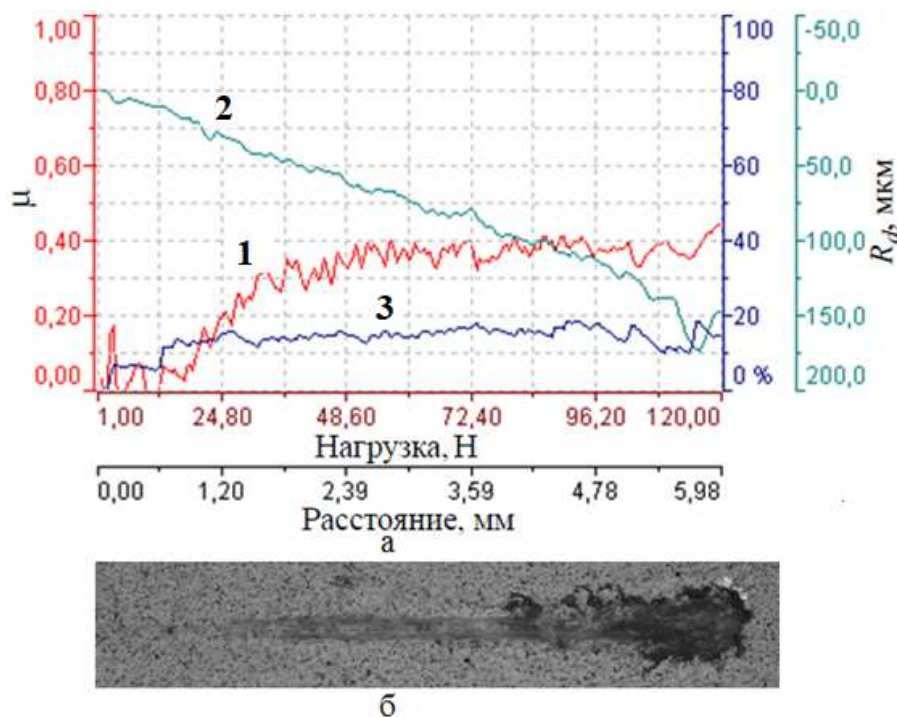 1,00 100 -50,0
0,80 80 0,0
0,60 60 50,0
0,40 40 100,0
0,20 20 150,0
0,00 0 % 200,0
μ
R_d, мкм
2
1
3
1,00 24,80 48,60 72,40 96,20 120,00
Нагрузка, Н
0,00 1,20 2,39 3,59 4,78 5,98
Расстояние, мм
а
б